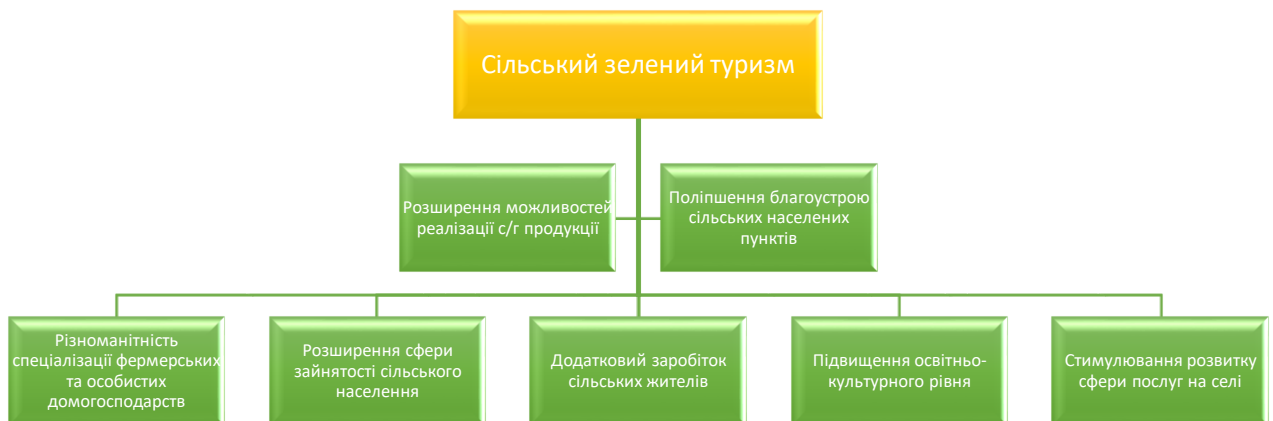 Сільський зелений туризм
Розширення можливостей
реалізації с/г продукції
Поліпшення благоустрою
сільських населених
пунктів
Різноманітність
спеціалізації фермерських
та особистих
домогосподарств
Розширення сфери
зайнятості сільського
населення
Додатковий заробіток
сільських жителів
Підвищення освітньо-
культурного рівня
Стимулювання розвитку
сфери послуг на селі